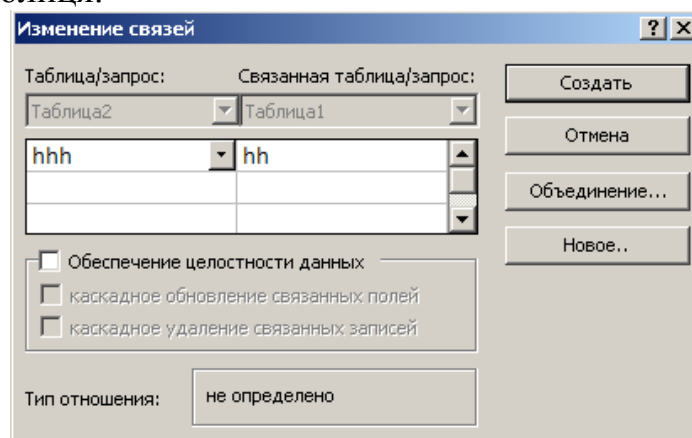 Изменение связей
Таблица/запрос: Связанная таблица/запрос:
Создать
Таблица2 Таблица1
Отмена
hhh hh
Объединение...
Новое..
Обеспечение целостности данных
каскадное обновление связанных полей
каскадное удаление связанных записей
Тип отношения: не определено